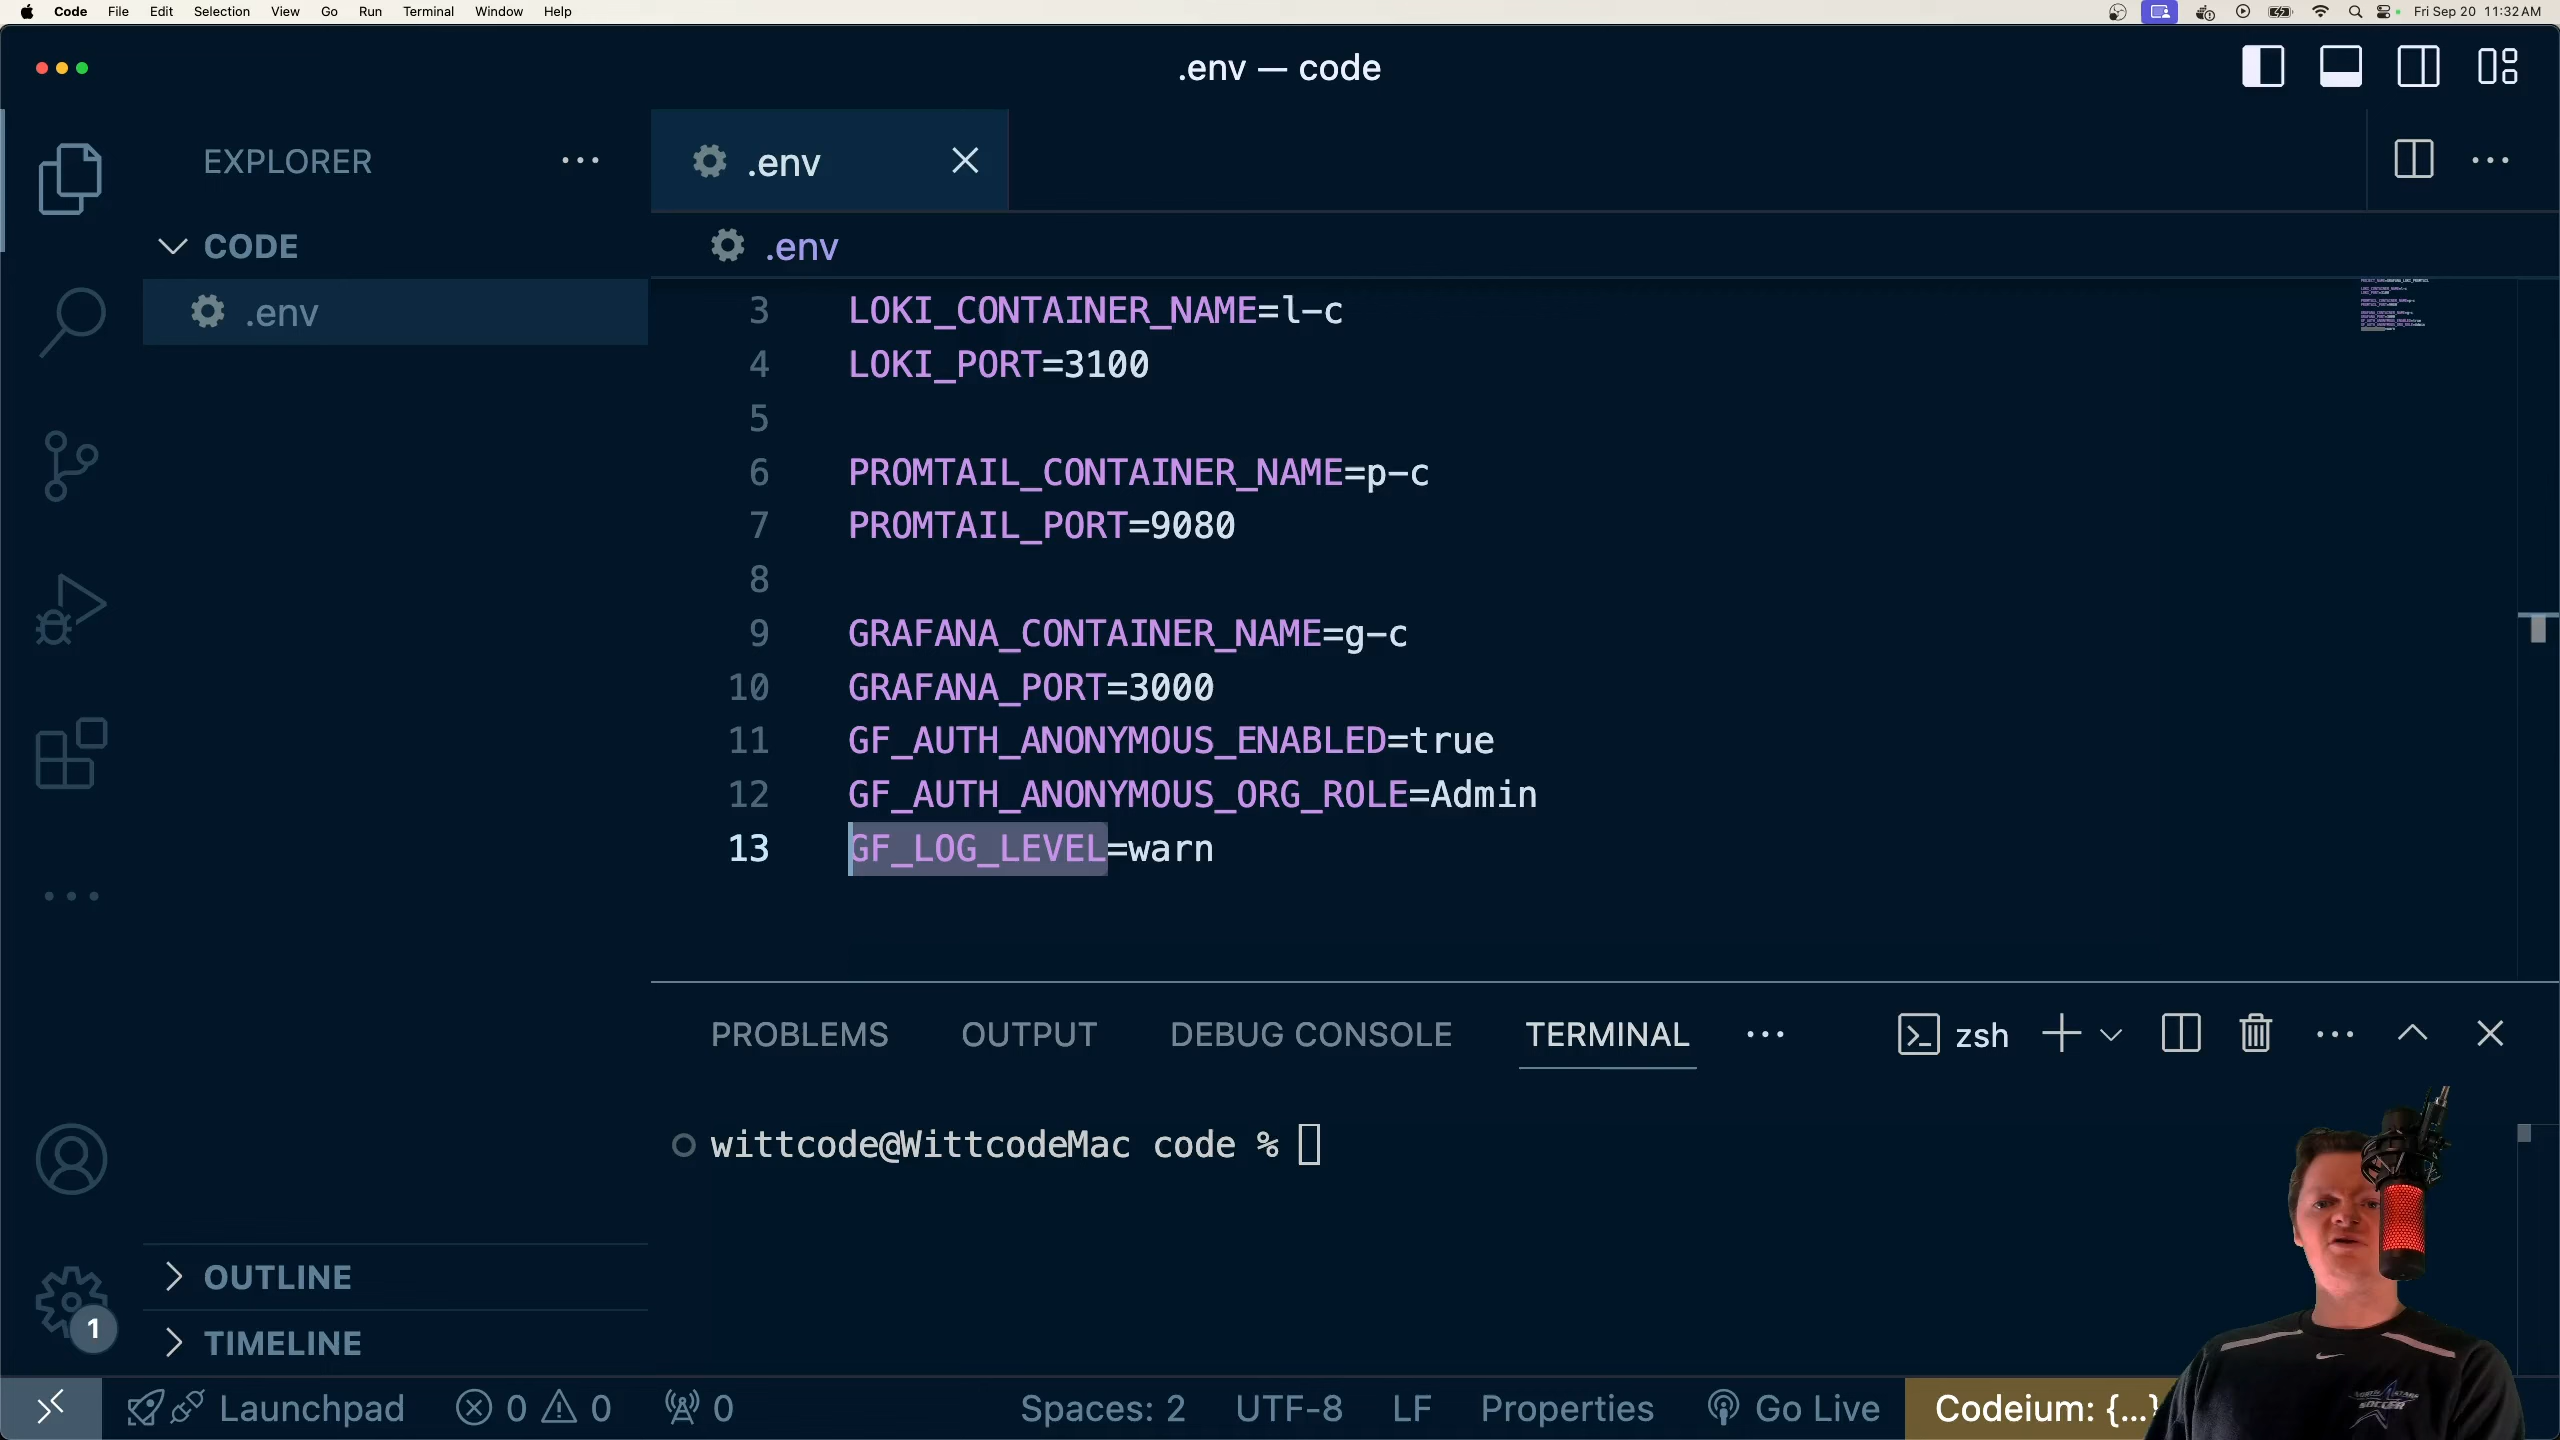 Code File Edit Selection View Go Run Terminal Window Help Fri Sep 20 11:32 AM
.env — code
EXPLORER
.env
CODE
.env
.env
3 LOKI_CONTAINER_NAME=l-c
4 LOKI_PORT=3100
5
6 PROMTAIL_CONTAINER_NAME=p-c
7 PROMTAIL_PORT=9080
8
9 GRAFANA_CONTAINER_NAME=g-c
10 GRAFANA_PORT=3000
11 GF_AUTH_ANONYMOUS_ENABLED=true
12 GF_AUTH_ANONYMOUS_ORG_ROLE=Admin
13 GF_LOG_LEVEL=warn
PROBLEMS OUTPUT DEBUG CONSOLE TERMINAL zsh
wittcode@WittcodeMac code %
OUTLINE
1
TIMELINE
Launchpad 0 0 0 Spaces: 2 UTF-8 LF Properties Go Live Codeium: {...}